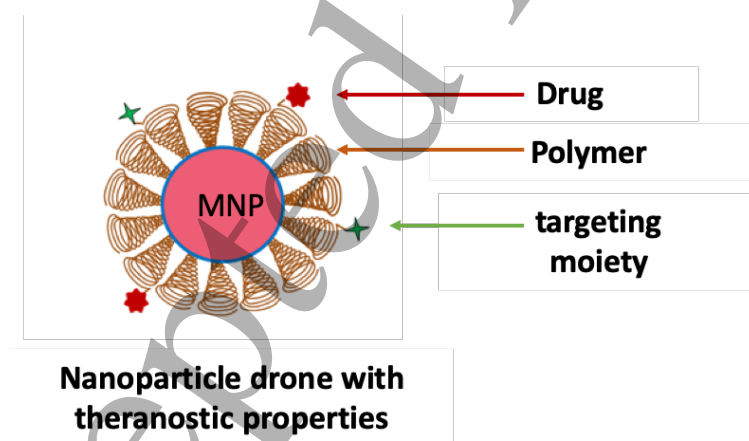 Drug
Polymer
MNP
targeting
moiety
Nanoparticle drone with
theranostic properties